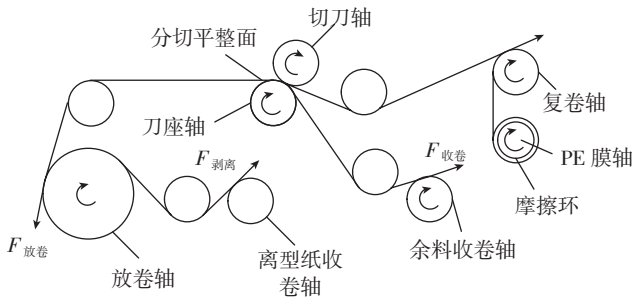 切刀轴
分切平整面
复卷轴
刀座轴
F剥离
F收卷
PE 膜轴
摩擦环
F放卷
余料收卷轴
放卷轴
离型纸收
卷轴